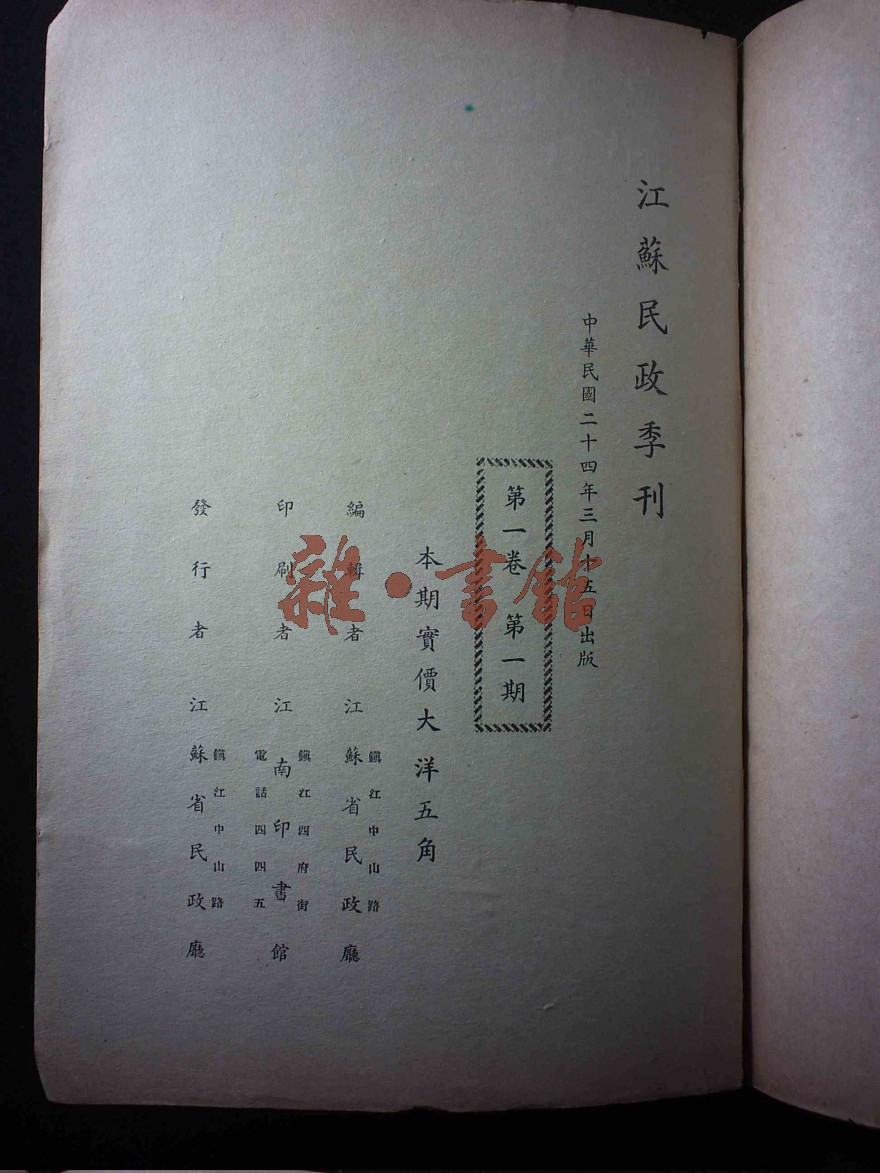 江蘇民政季刊
中華民國二十四年三月十五日出版
第一卷 第一期
本期實價大洋五角
鎮江中山路
編輯者江蘇省民政廳
鎮江四府街
印刷者江南印書館
電話四四五
鎮江中山路
發行者江蘇省民政廳
雜·書館